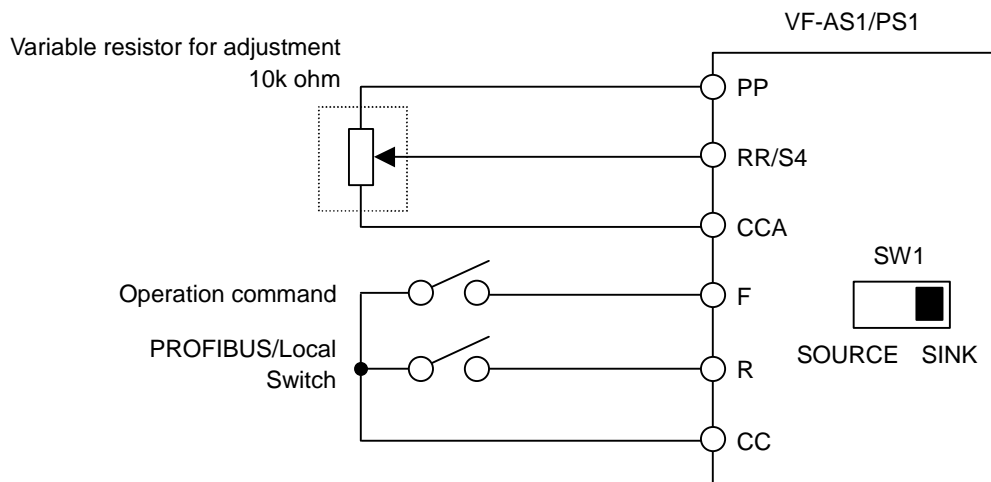 VF-AS1/PS1
Variable resistor for adjustment
10k ohm
PP
RR/S4
CCA
SW1
Operation command
F
PROFIBUS/Local
Switch
SOURCE SINK
R
CC